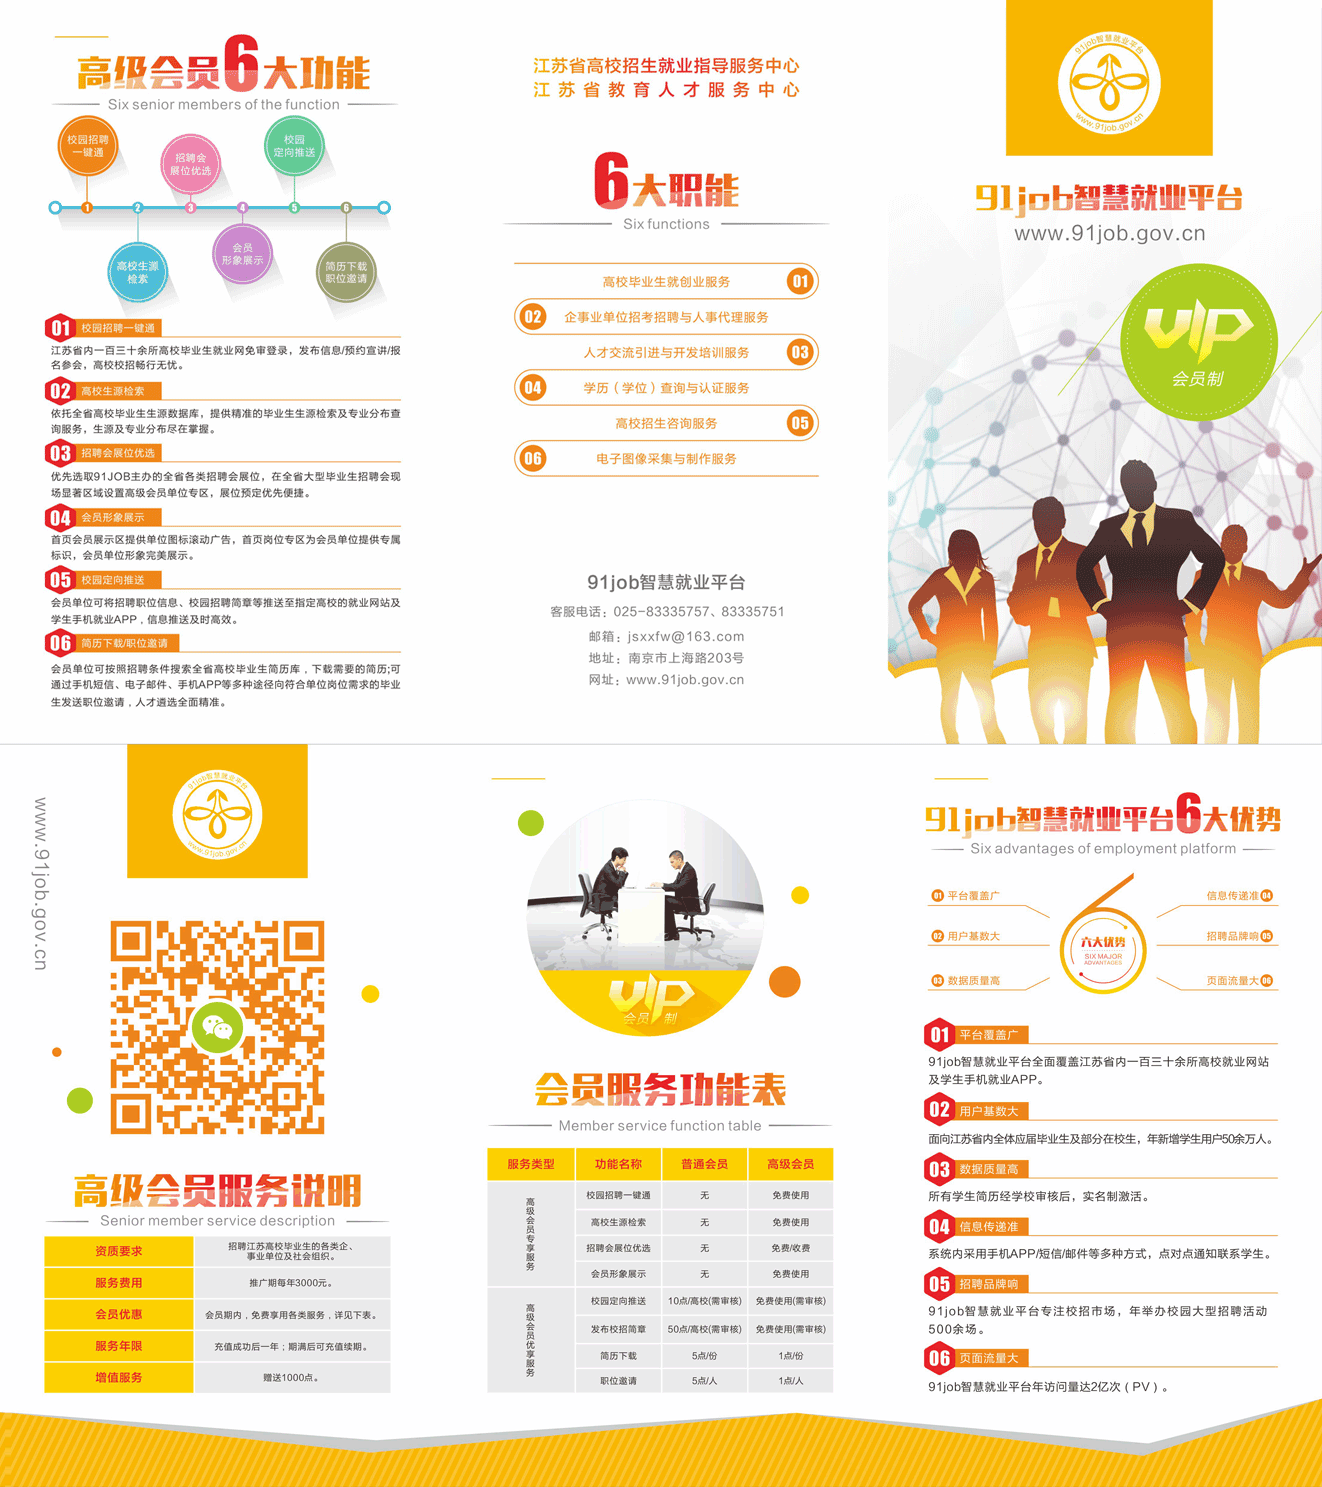 高级会员6大功能
Six senior members of the function
校园招聘
一键通
招聘会
展位优选
校园
定向推送
1 2 3 4 5 6
高校生源
检索
会员
形象展示
简历下载
职位邀请
01 校园招聘一键通
江苏省内一百三十余所高校毕业生就业网免审登录，发布信息/预约宣讲/报
名参会，高校校招畅行无忧。
02 高校生源检索
依托全省高校毕业生生源数据库，提供精准的毕业生生源检索及专业分布查
询服务，生源及专业分布尽在掌握。
03 招聘会展位优选
优先选取91JOB主办的全省各类招聘会展位，在全省大型毕业生招聘会现
场显著区域设置高级会员单位专区，展位预定优先便捷。
04 会员形象展示
首页会员展示区提供单位图标滚动广告，首页岗位专区为会员单位提供专属
标识，会员单位形象完美展示。
05 校园定向推送
会员单位可将招聘职位信息、校园招聘简章等推送至指定高校的就业网站及
学生手机就业APP，信息推送及时高效。
06 简历下载/职位邀请
会员单位可按照招聘条件搜索全省高校毕业生简历库，下载需要的简历;可
通过手机短信、电子邮件、手机APP等多种途径向符合单位岗位需求的毕业
生发送职位邀请，人才遴选全面精准。
江苏省高校招生就业指导服务中心
江苏省教育人才服务中心
6大职能
Six functions
高校毕业生就创业服务 01
02 企事业单位招考招聘与人事代理服务
人才交流引进与开发培训服务 03
04 学历（学位）查询与认证服务
高校招生咨询服务 05
06 电子图像采集与制作服务
91job智慧就业平台
客服电话：025-83335757、83335751
邮箱：jsxxfw@163.com
地址：南京市上海路203号
网址：www.91job.gov.cn
91job智慧就业平台
www.91job.gov.cn
91job智慧就业平台
www.91job.gov.cn
VIP
会员制
www.91job.gov.cn
91job智慧就业平台
www.91job.gov.cn
高级会员服务说明
Senior member service description
资质要求 招聘江苏高校毕业生的各类企、
事业单位及社会组织。
服务费用 推广期每年3000元。
会员优惠 会员期内，免费享用各类服务，详见下表。
服务年限 充值成功后一年；期满后可充值续期。
增值服务 赠送1000点。
VIP
会员制
会员服务功能表
Member service function table
服务类型 功能名称 普通会员 高级会员
高级会员专享服务
校园招聘一键通 无 免费使用
高校生源检索 无 免费使用
招聘会展位优选 无 免费/收费
会员形象展示 无 免费使用
高级会员优享服务
校园定向推送 10点/高校(需审核) 免费使用(需审核)
发布校招简章 50点/高校(需审核) 免费使用(需审核)
简历下载 5点/份 1点/份
职位邀请 5点/人 1点/人
91job智慧就业平台6大优势
Six advantages of employment platform
01 平台覆盖广
02 用户基数大
03 数据质量高
六大优势
SIX MAJOR
ADVANTAGES
信息传递准 04
招聘品牌响 05
页面流量大 06
01 平台覆盖广
91job智慧就业平台全面覆盖江苏省内一百三十余所高校就业网站
及学生手机就业APP。
02 用户基数大
面向江苏省内全体应届毕业生及部分在校生，年新增学生用户50余万人。
03 数据质量高
所有学生简历经学校审核后，实名制激活。
04 信息传递准
系统内采用手机APP/短信/邮件等多种方式，点对点通知联系学生。
05 招聘品牌响
91job智慧就业平台专注校招市场，年举办校园大型招聘活动
500余场。
06 页面流量大
91job智慧就业平台年访问量达2亿次（PV）。